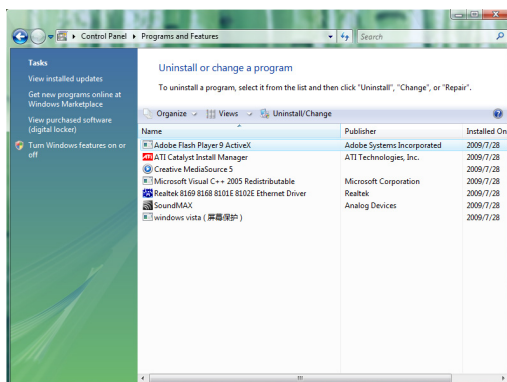 Control Panel ▸ Programs and Features
Search
Tasks
View installed updates
Get new programs online at
Windows Marketplace
View purchased software
(digital locker)
Turn Windows features on or
off
Uninstall or change a program
To uninstall a program, select it from the list and then click "Uninstall", "Change", or "Repair".
Organize Views Uninstall/Change
Name Publisher Installed On
Adobe Flash Player 9 ActiveX Adobe Systems Incorporated 2009/7/28
ATI Catalyst Install Manager ATI Technologies, Inc. 2009/7/28
Creative MediaSource 5 2009/7/28
Microsoft Visual C++ 2005 Redistributable Microsoft Corporation 2009/7/28
Realtek 8169 8168 8101E 8102E Ethernet Driver Realtek 2009/7/28
SoundMAX Analog Devices 2009/7/28
windows vista ( 屏幕保护 ) 2009/7/28